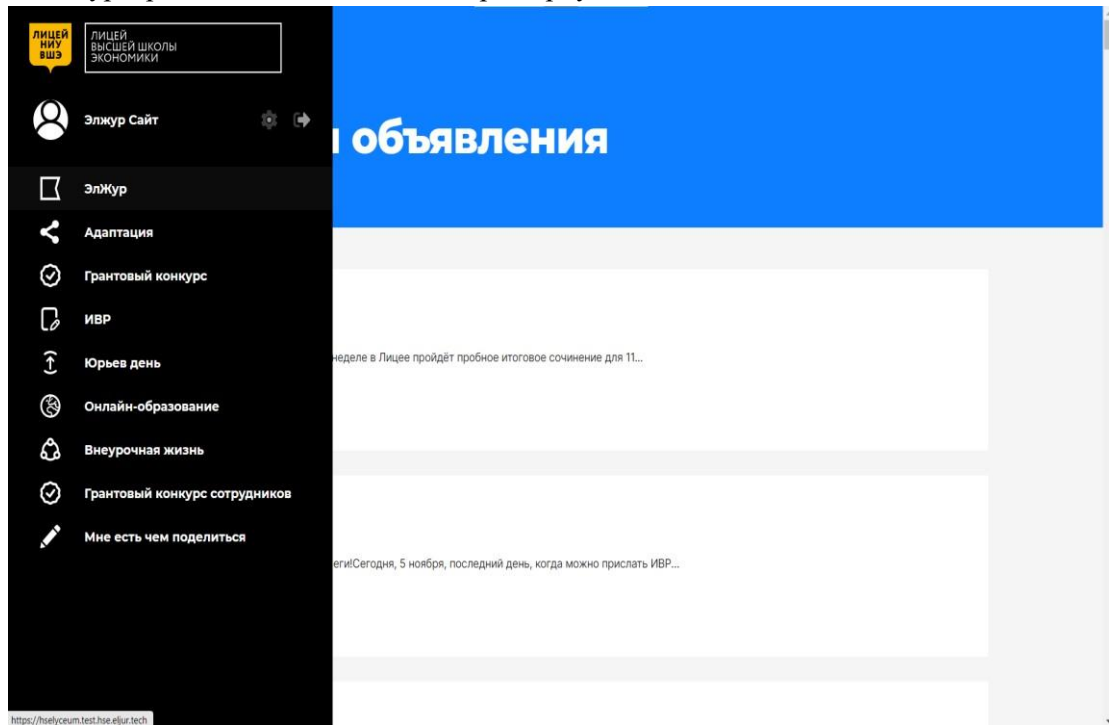 ЛИЦЕЙ
НИУ
ВШЭ
ЛИЦЕЙ
ВЫСШЕЙ ШКОЛЫ
ЭКОНОМИКИ
Элжур Сайт
объявления
ЭлЖур
Адаптация
Грантовый конкурс
ИВР
Юрьев день
Онлайн-образование
Внеурочная жизнь
Грантовый конкурс сотрудников
Мне есть чем поделиться
неделе в Лицее пройдёт пробное итоговое сочинение для 11...
еги!Сегодня, 5 ноября, последний день, когда можно прислать ИВР...
https://hselyceum.test.hse.eljur.tech